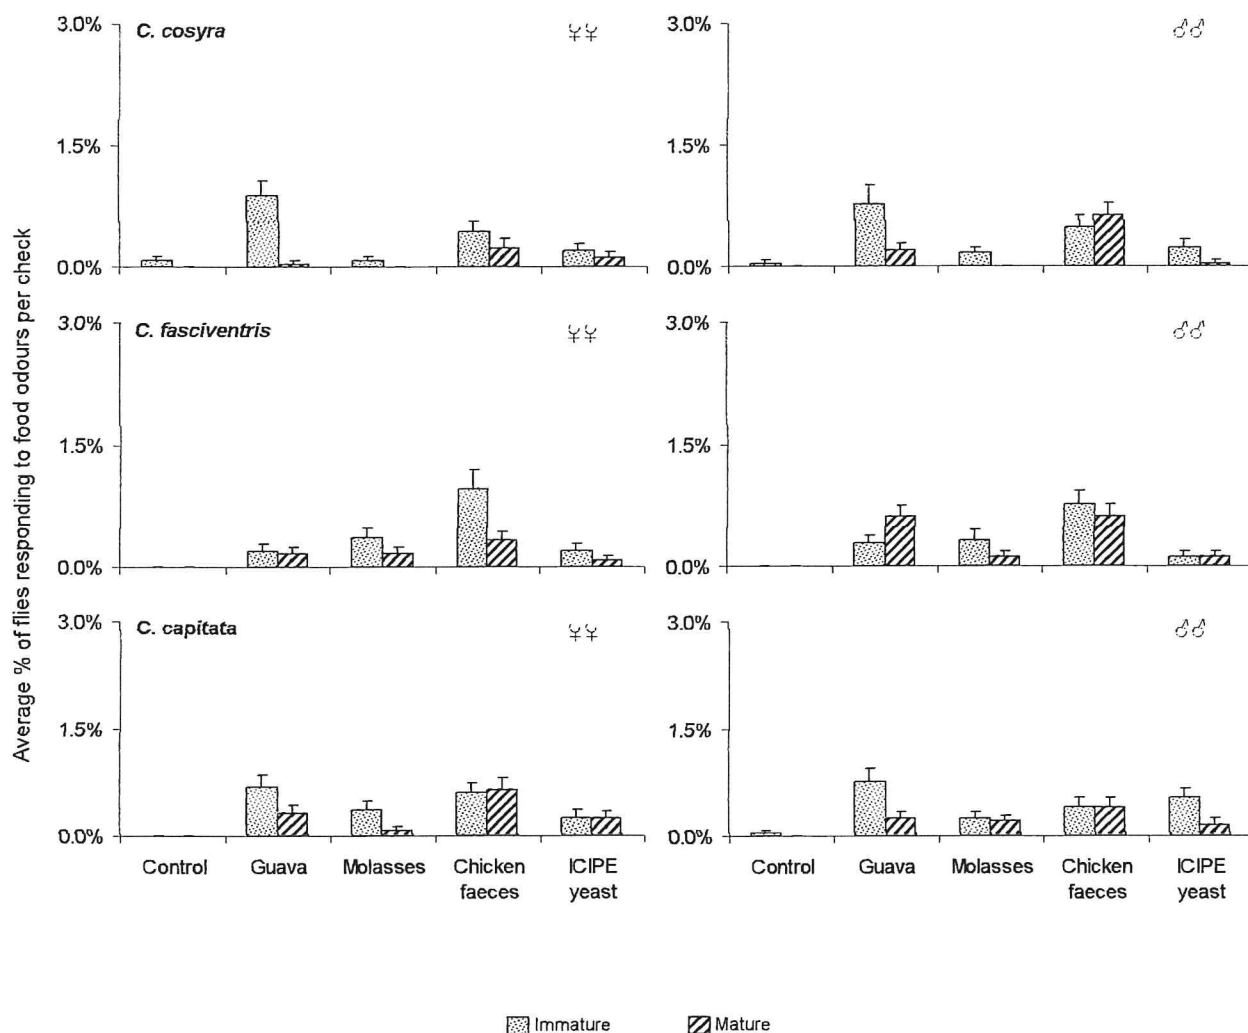 Average % of flies responding to food odours per check
C. cosyra
♀♀
3.0%
1.5%
0.0%
♂♂
3.0%
1.5%
0.0%
C. fasciventris
♀♀
3.0%
1.5%
0.0%
♂♂
3.0%
1.5%
0.0%
C. capitata
♀♀
3.0%
1.5%
0.0%
♂♂
3.0%
1.5%
0.0%
Control
Guava
Molasses
Chicken
faeces
ICIPE
yeast
Control
Guava
Molasses
Chicken
faeces
ICIPE
yeast
Immature
Mature